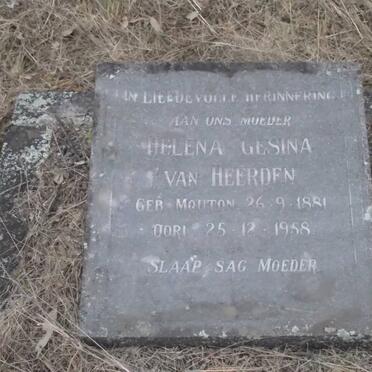 IN LIEFDEVOLLE HERINNERING
AAN ONS MOEDER
HELENA GESINA
VAN HEERDEN
GEB MOUTON 26-9-1881
OORL 25-12-1958
SLAAP SAG MOEDER